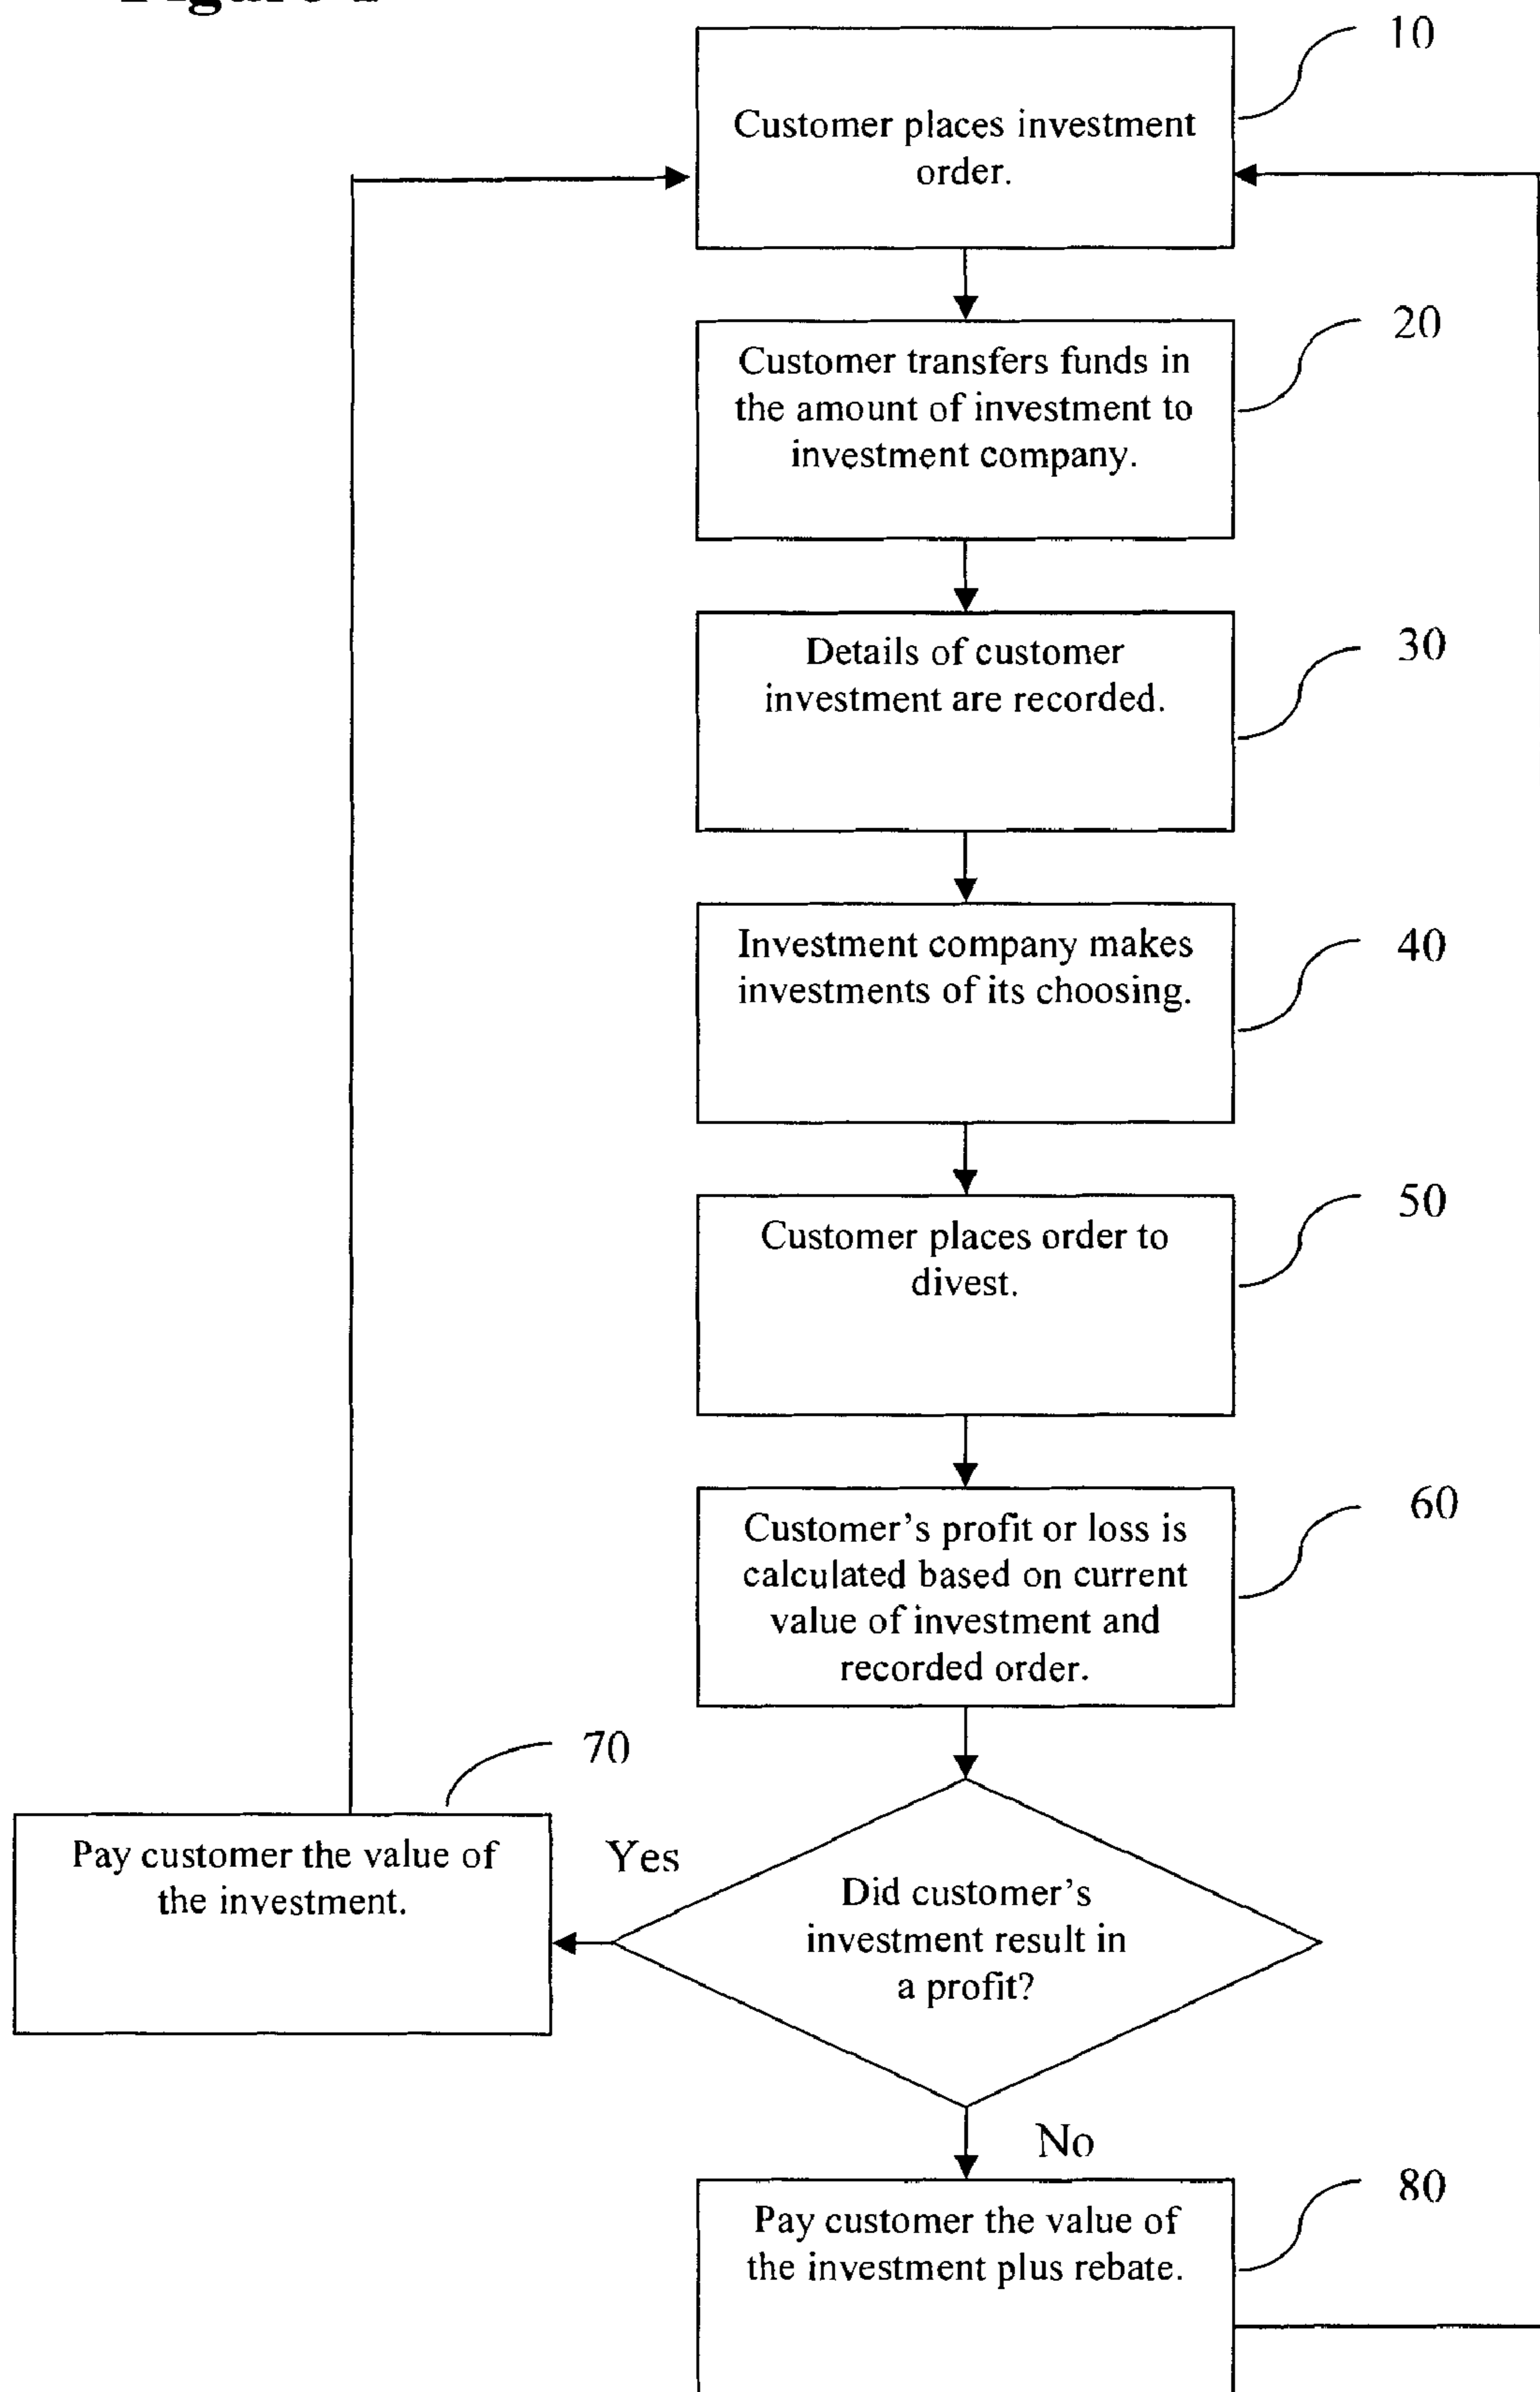 10
Customer places investment
order.
20
Customer transfers funds in
the amount of investment to
investment company.
30
Details of customer
investment are recorded.
40
Investment company makes
investments of its choosing.
50
Customer places order to
divest.
60
Customer's profit or loss is
calculated based on current
value of investment and
recorded order.
70
Pay customer the value of
the investment.
Yes
Did customer's
investment result in
a profit?
No
80
Pay customer the value of
the investment plus rebate.